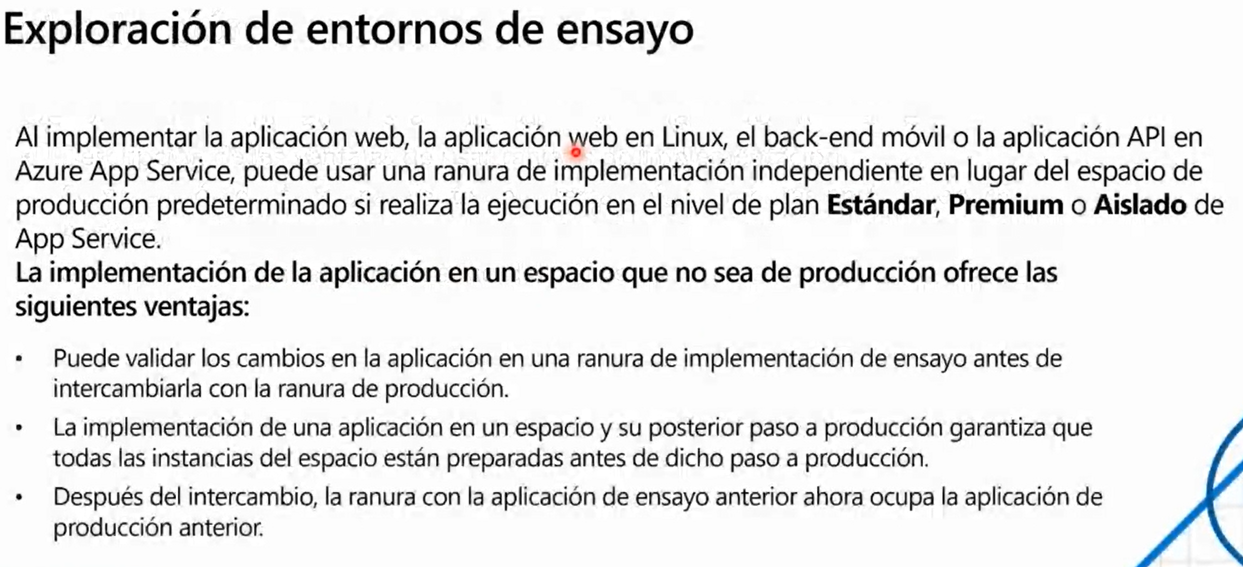 Exploración de entornos de ensayo
Al implementar la aplicación web, la aplicación web en Linux, el back-end móvil o la aplicación API en
Azure App Service, puede usar una ranura de implementación independiente en lugar del espacio de
producción predeterminado si realiza la ejecución en el nivel de plan Estándar, Premium o Aislado de
App Service.
La implementación de la aplicación en un espacio que no sea de producción ofrece las
siguientes ventajas:
• Puede validar los cambios en la aplicación en una ranura de implementación de ensayo antes de
intercambiarla con la ranura de producción.
• La implementación de una aplicación en un espacio y su posterior paso a producción garantiza que
todas las instancias del espacio están preparadas antes de dicho paso a producción.
• Después del intercambio, la ranura con la aplicación de ensayo anterior ahora ocupa la aplicación de
producción anterior.